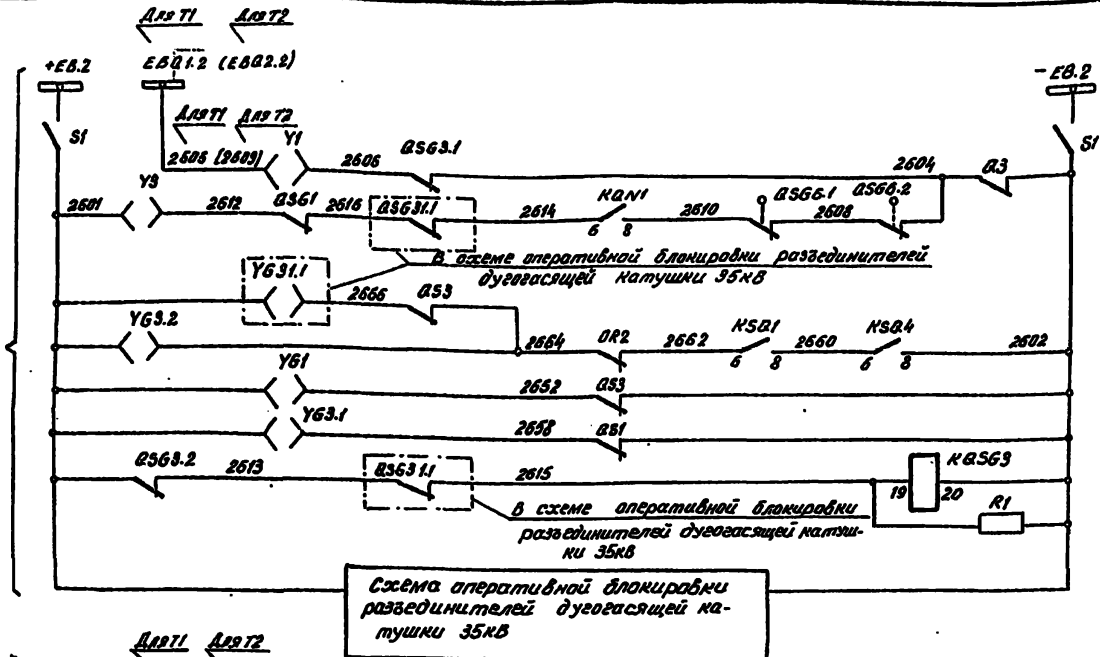 Для Т1 Для Т2
+ЕВ.2 ЕВQ1.2 (ЕВQ2.2) - ЕВ.2
S1 Для Т1 Для Т2 S1
2605 (2609) Y1 2606 QSG3.1 2604 Q3
2601 Y3 2612 QSG1 2616 QSG31.1 2614 KQN1 2610 QSG6.1 2608 QSG6.2
6 8
В схеме оперативной блокировки разъединителей
дугогасящей катушки 35кВ
YG31.1 2666 QS3
YG3.2 2664 QR2 2662 KSQ1 2660 KSQ4 2602
6 8 6 8
YG1 2652 QS3
YG3.1 2658 QS1
QSG3.2 2613 QSG31.1 2615 KQSG3
19 20 R1
В схеме оперативной блокировки
разъединителей дугогасящей катуш-
ки 35кВ
Схема оперативной блокировки
разъединителей дугогасящей ка-
тушки 35кВ
Для Т1 Для Т2